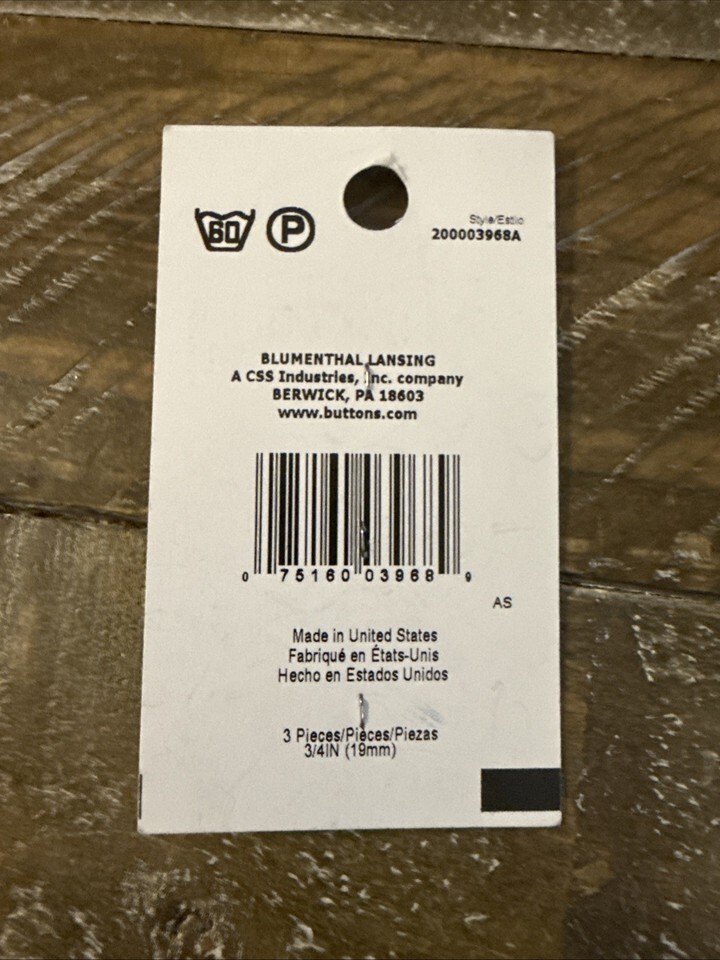 60 P
Style/Estilo
200003968A
BLUMENTHAL LANSING
A CSS Industries, Inc. company
BERWICK, PA 18603
www.buttons.com
0 75160 03968 9
AS
Made in United States
Fabriqué en États-Unis
Hecho en Estados Unidos
3 Pieces/Pièces/Piezas
3/4IN (19mm)